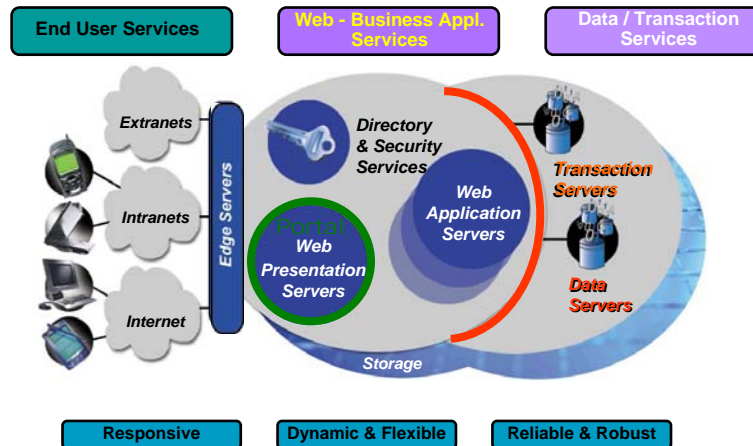 End User Services
Web - Business Appl.
Services
Data / Transaction
Services
Extranets
Intranets
Internet
Edge Servers
Directory
& Security
Services
Portal
Web
Presentation
Servers
Web
Application
Servers
Transaction
Servers
Data
Servers
Storage
Responsive
Dynamic & Flexible
Reliable & Robust